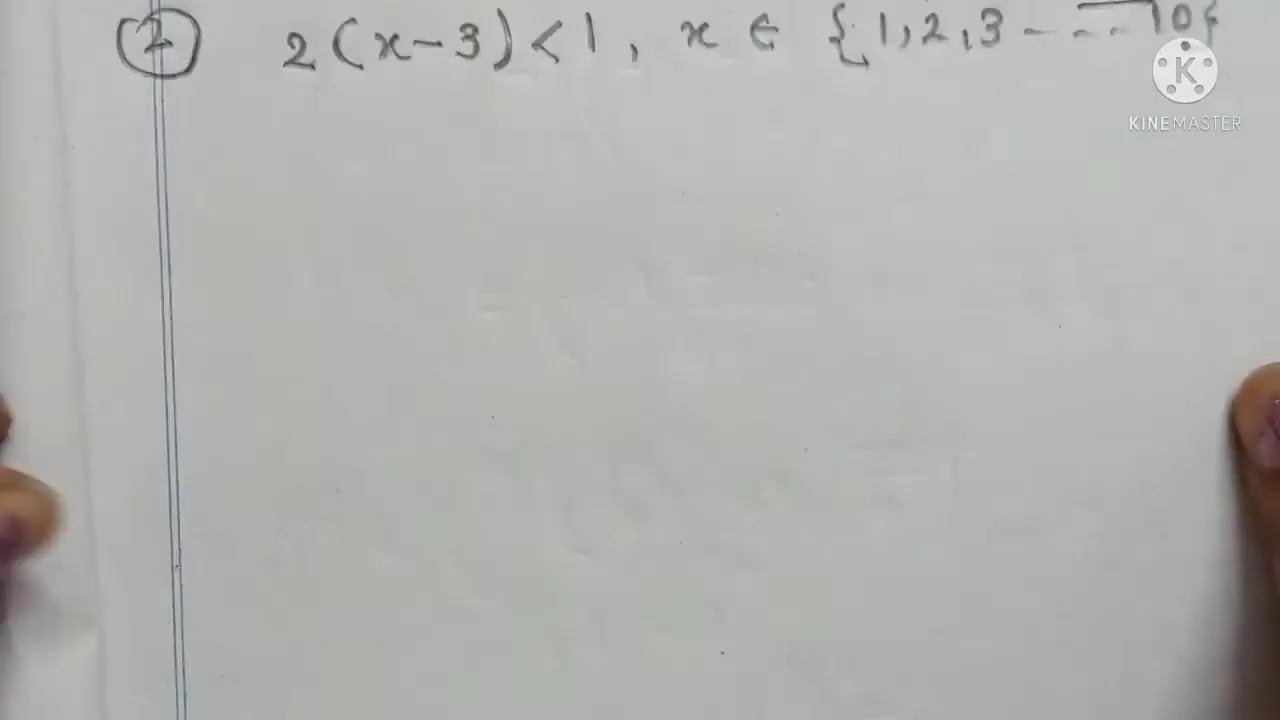 ② 2(x-3)<1, x ∈ {1,2,3 - - - 10}
K
KINEMASTER